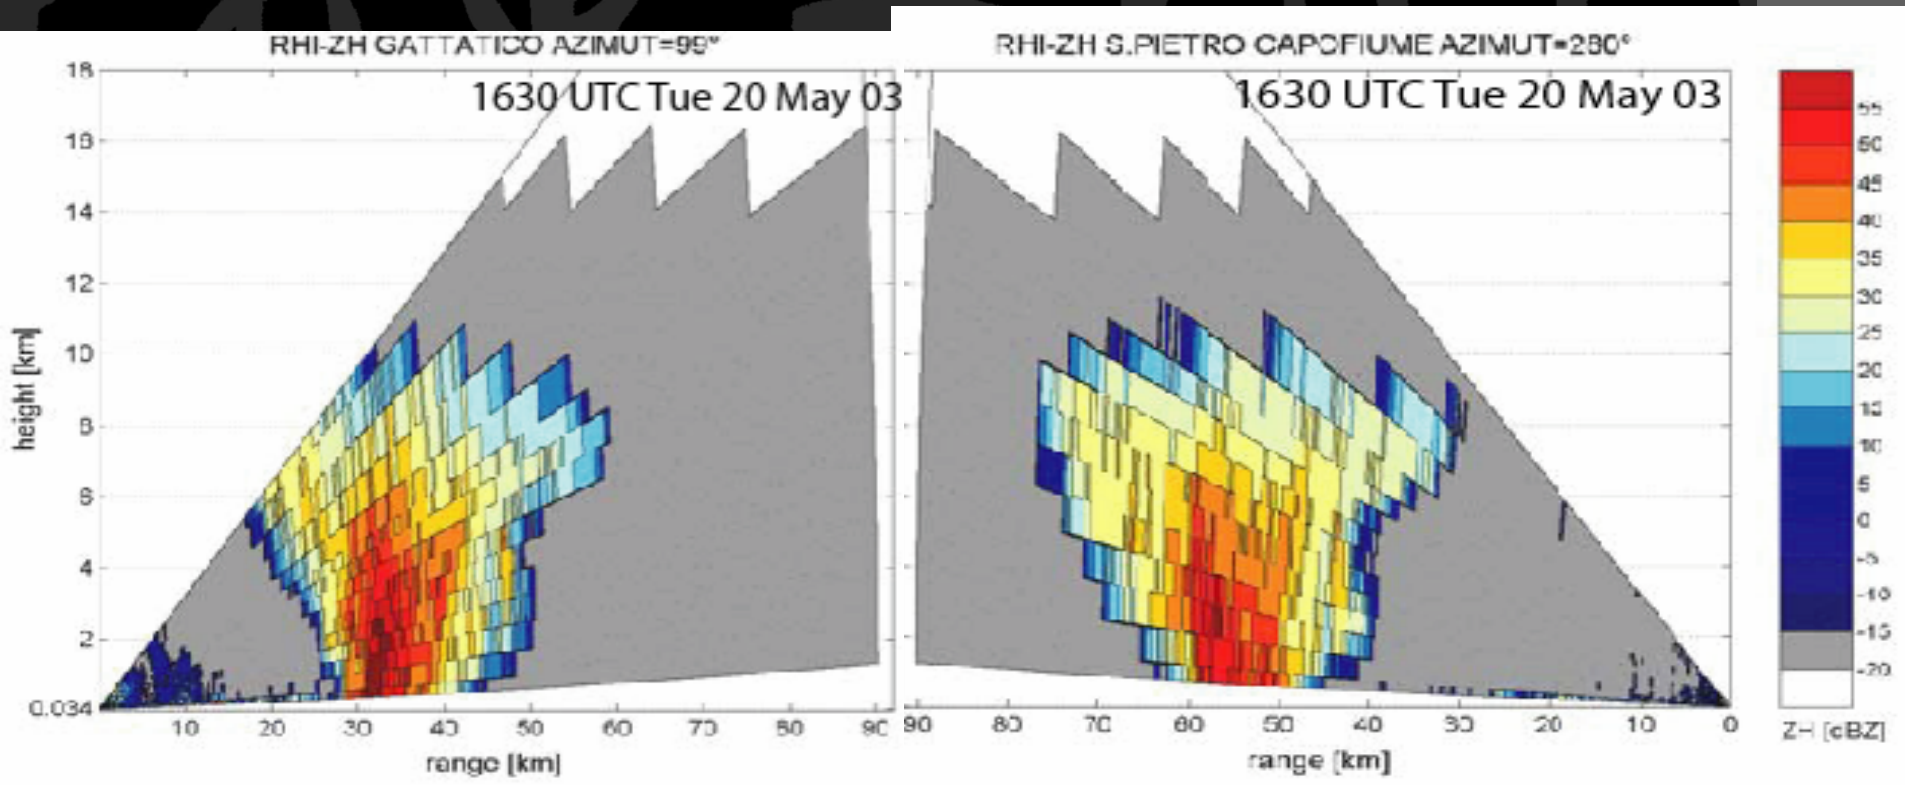 RHI-ZH GATTATICO AZIMUT=99°
1630 UTC Tue 20 May 03
18
16
14
12
10
8
6
4
2
0.034
height [km]
10 20 30 40 50 60 70 80 90
range [km]
RHI-ZH S.PIETRO CAPOFIUME AZIMUT=280°
1630 UTC Tue 20 May 03
90 80 70 60 50 40 30 20 10 0
range [km]
55
50
45
40
35
30
25
20
15
10
5
0
-5
-10
-15
-20
ZH [dBZ]